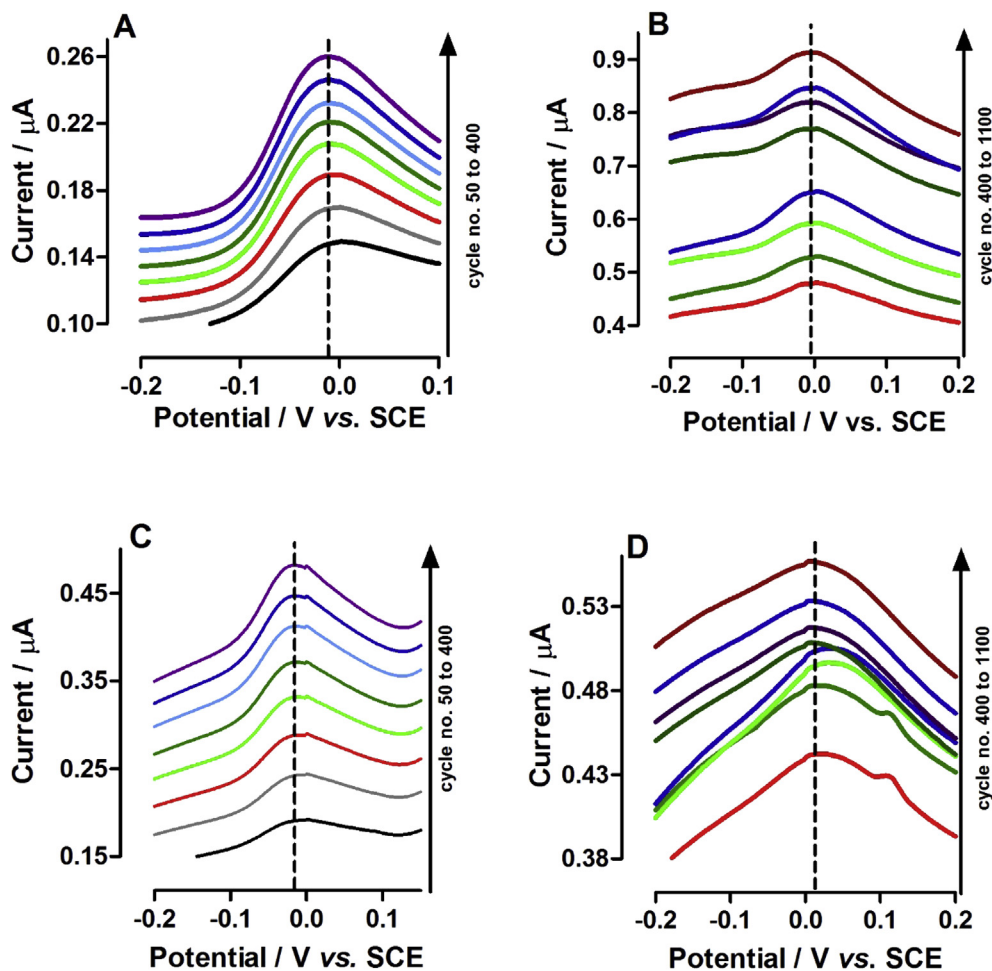 A
0.26
0.22
0.18
0.14
0.10
Current / μA
-0.2 -0.1 0.0 0.1
Potential / V vs. SCE
cycle no. 50 to 400
B
0.9
0.8
0.7
0.6
0.5
0.4
Current / μA
-0.2 -0.1 0.0 0.1 0.2
Potential / V vs. SCE
cycle no. 400 to 1100
C
0.45
0.35
0.25
0.15
Current / μA
-0.2 -0.1 0.0 0.1
Potential / V vs. SCE
cycle no. 50 to 400
D
0.53
0.48
0.43
0.38
Current / μA
-0.2 -0.1 0.0 0.1 0.2
Potential / V vs. SCE
cycle no. 400 to 1100